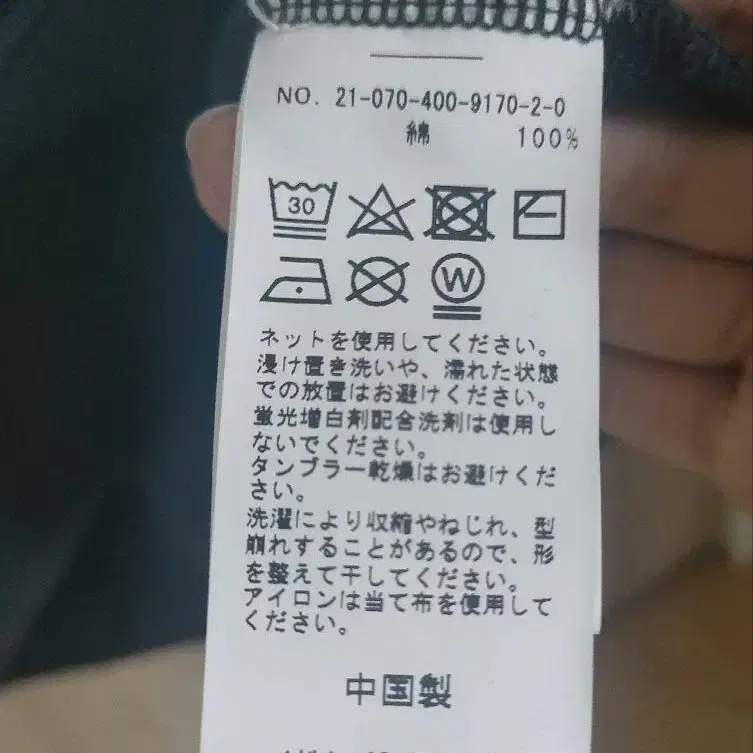 NO. 21-070-400-9170-2-0
綿 100%
30
W
ネットを使用してください。
浸け置き洗いや、濡れた状態
での放置はお避けください。
蛍光増白剤配合洗剤は使用し
ないでください。
タンブラー乾燥はお避けくだ
さい。
洗濯により収縮やねじれ、型
崩れすることがあるので、形
を整えて干してください。
アイロンは当て布を使用して
ください。
中国製